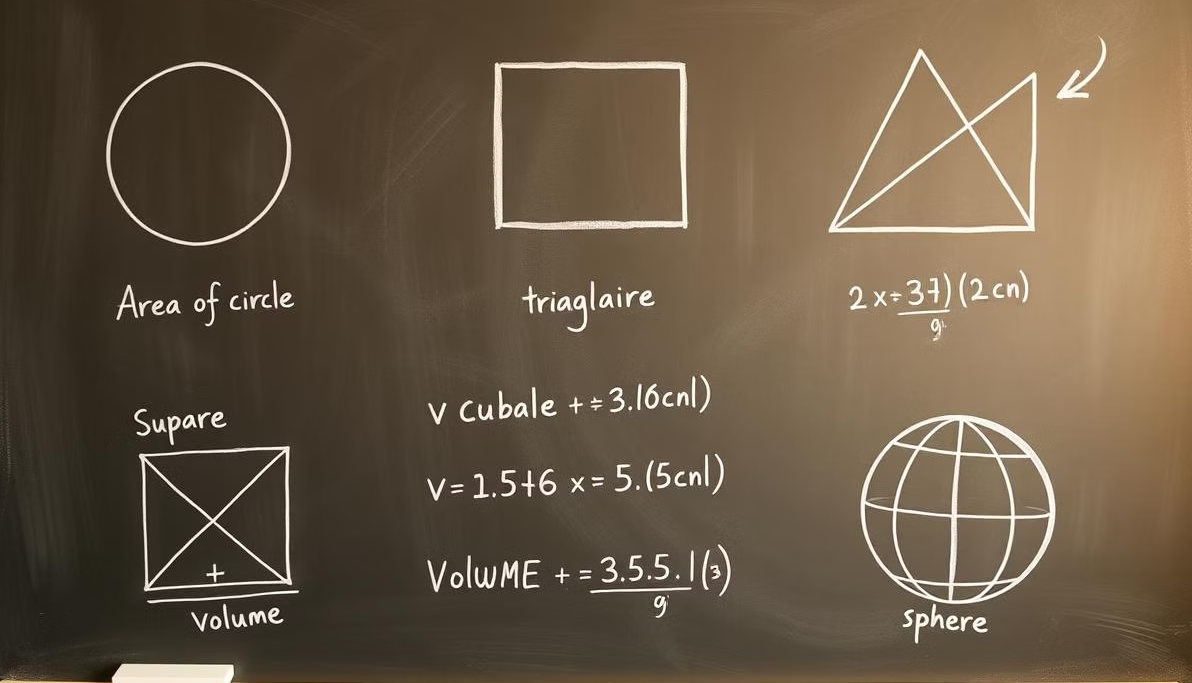 Area of circle
triaglaire
2 x÷37)(2cn)
g
Supare
v cubale +÷3.16cnl)
v=1.5+6 x=5.(5cnl)
+
VolwME +=3.5.5.1(3)
g
volume
sphere